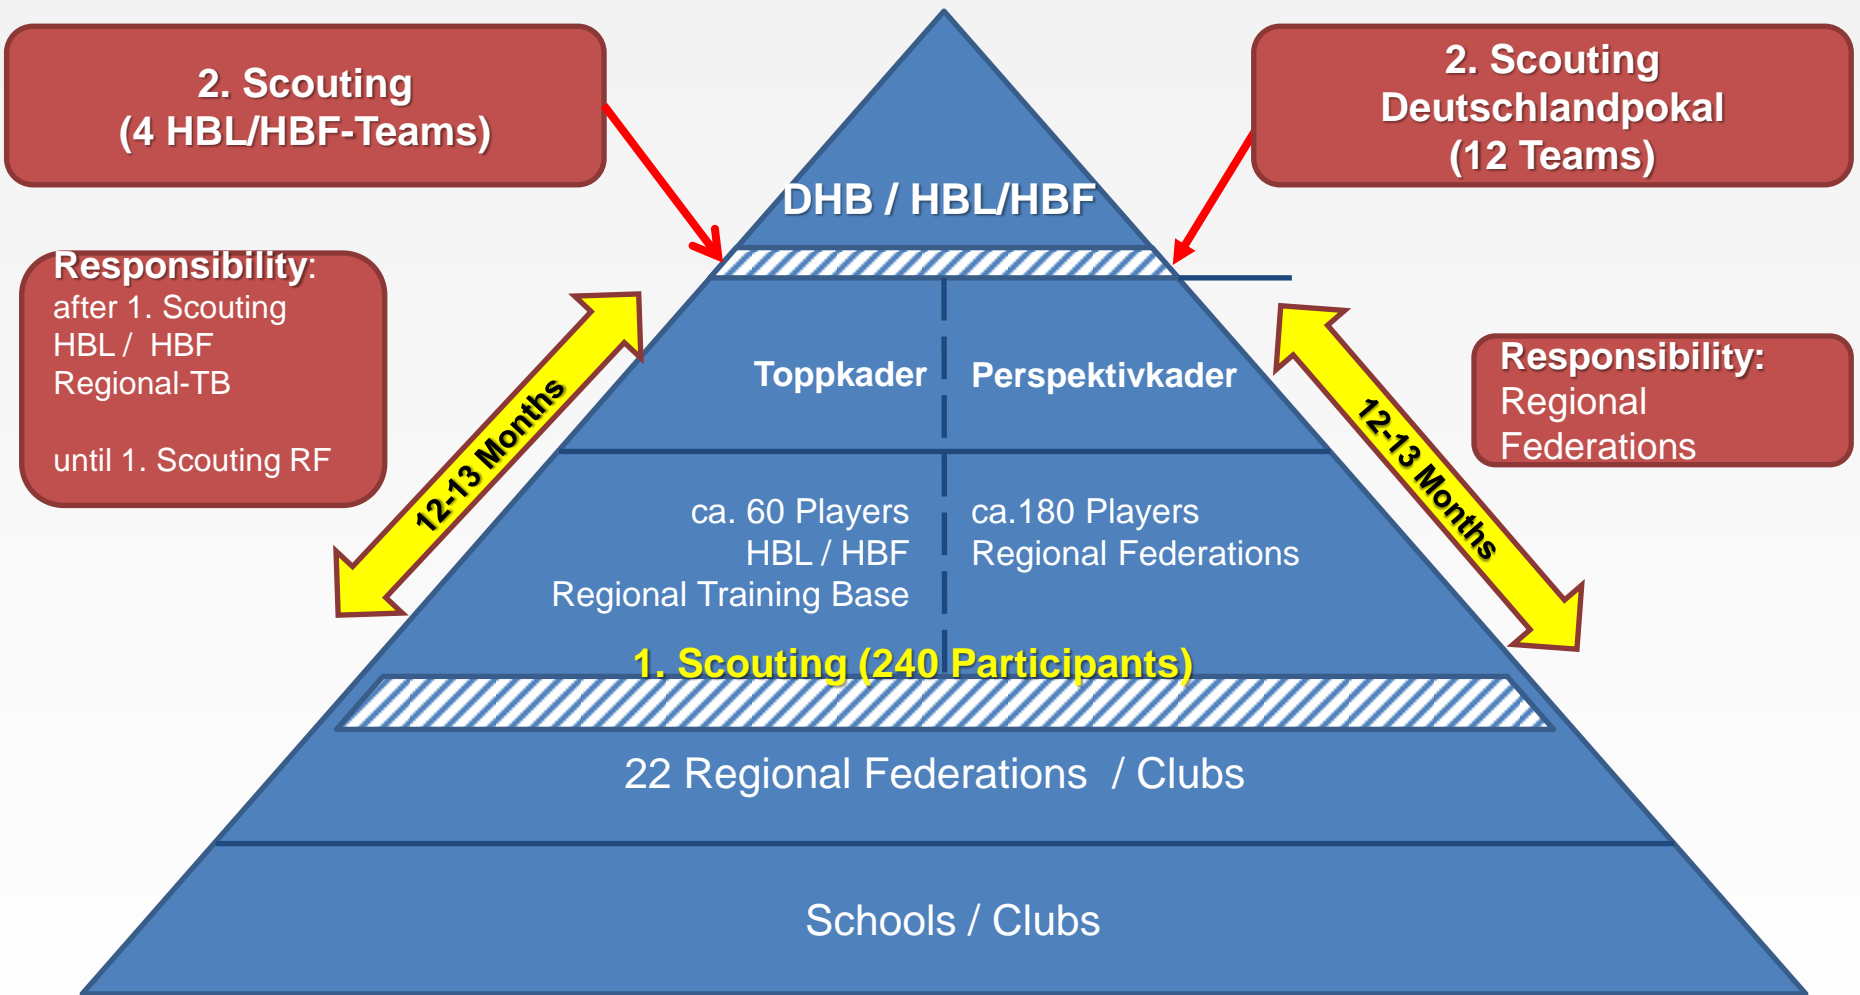 2. Scouting
(4 HBL/HBF-Teams)
2. Scouting
Deutschlandpokal
(12 Teams)
DHB / HBL/HBF
Responsibility:
after 1. Scouting
HBL /  HBF
Regional-TB
until 1. Scouting RF
12-13 Months
Toppkader
Perspektivkader
12-13 Months
Responsibility:
Regional
Federations
ca. 60 Players
HBL / HBF
Regional Training Base
ca.180 Players
Regional Federations
1. Scouting (240 Participants)
22 Regional Federations  / Clubs
Schools / Clubs